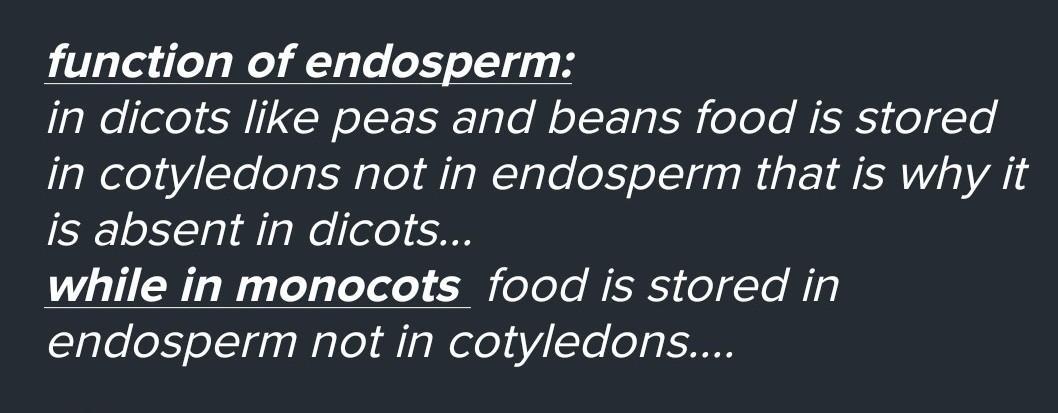 function of endosperm:
in dicots like peas and beans food is stored
in cotyledons not in endosperm that is why it
is absent in dicots...
while in monocots food is stored in
endosperm not in cotyledons....